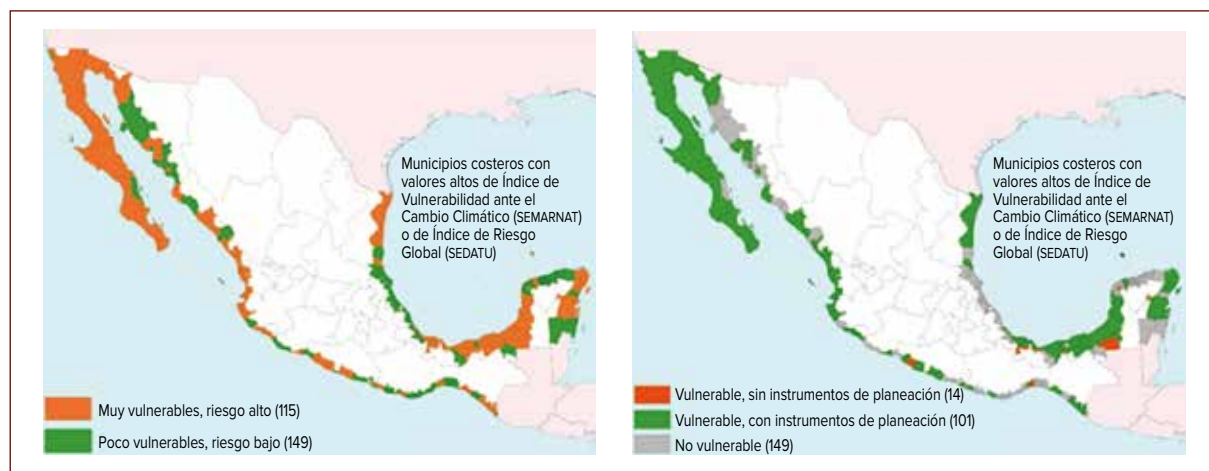 Municipios costeros con
valores altos de Índice de
Vulnerabilidad ante el
Cambio Climático (SEMARNAT)
o de Índice de Riesgo
Global (SEDATU)
Muy vulnerables, riesgo alto (115)
Poco vulnerables, riesgo bajo (149)
Municipios costeros con
valores altos de Índice de
Vulnerabilidad ante el
Cambio Climático (SEMARNAT)
o de Índice de Riesgo
Global (SEDATU)
Vulnerable, sin instrumentos de planeación (14)
Vulnerable, con instrumentos de planeación (101)
No vulnerable (149)